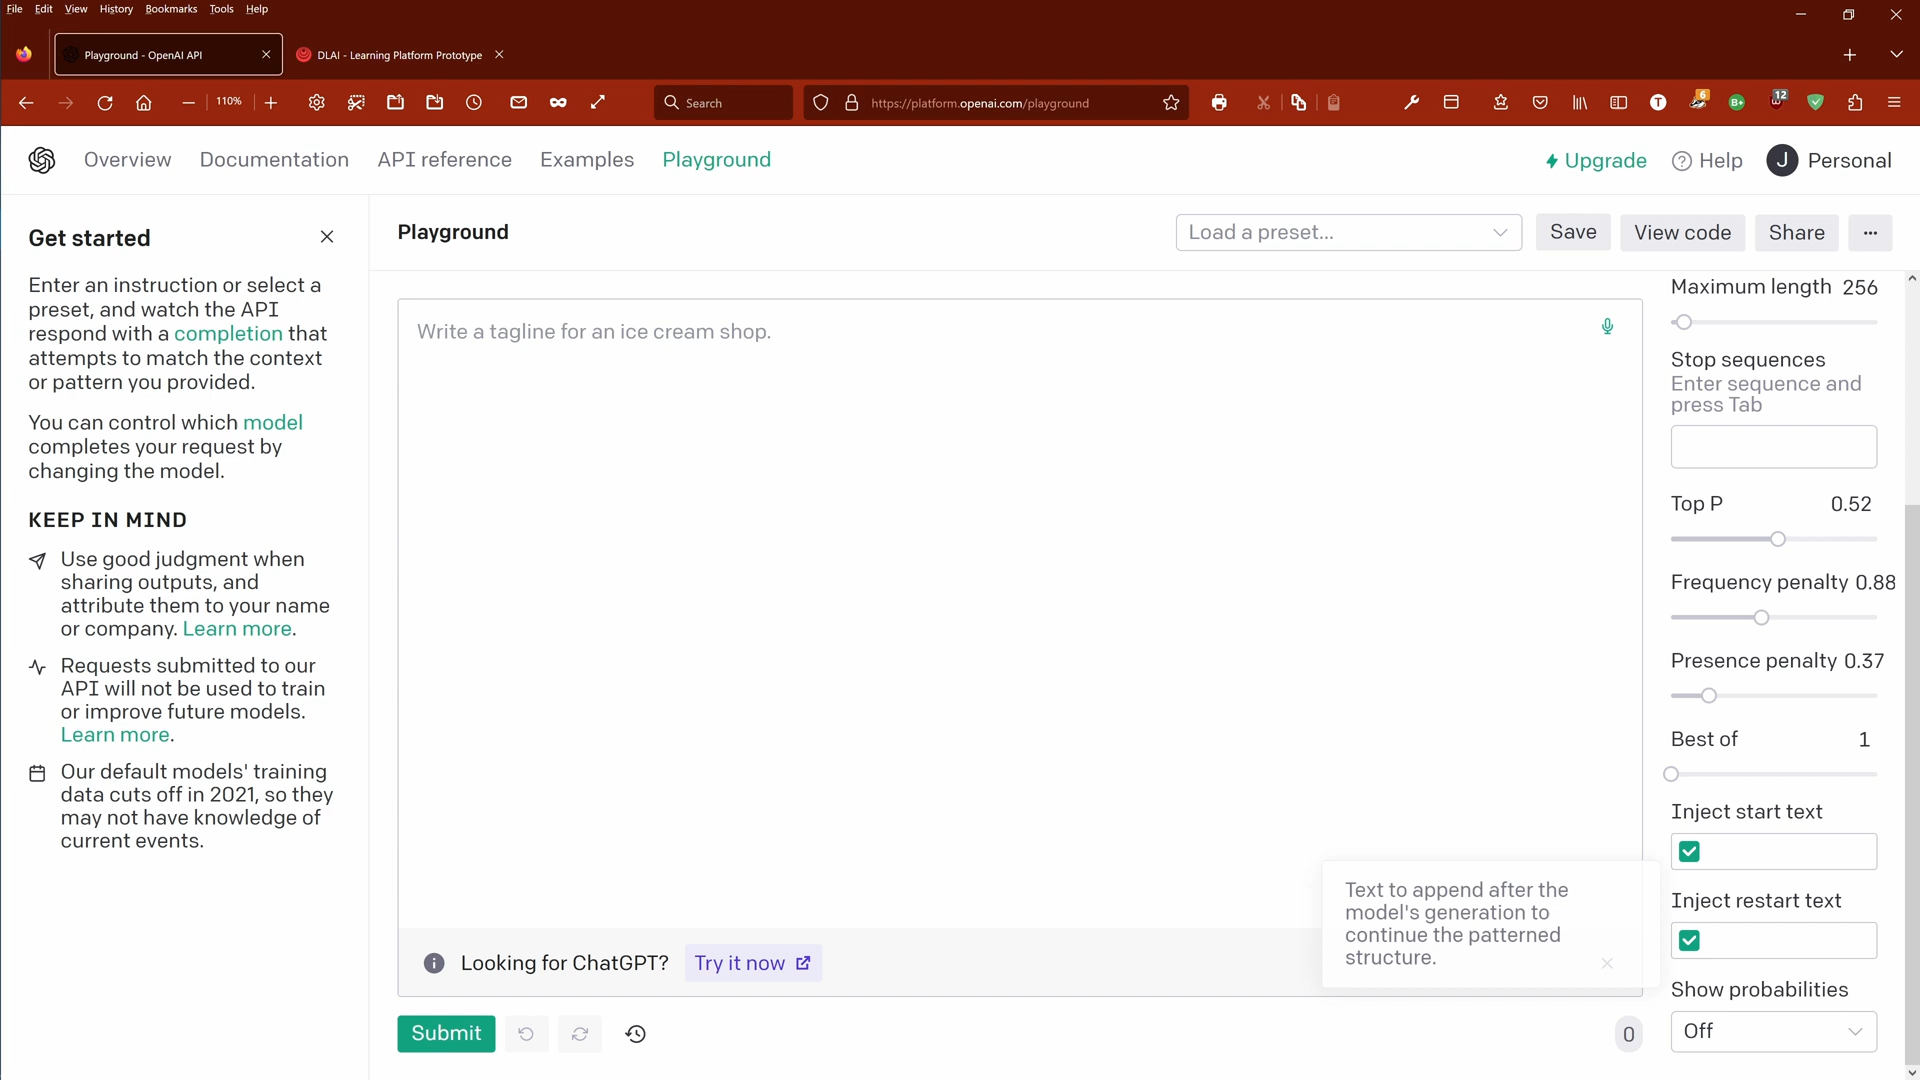 File Edit View History Bookmarks Tools Help
Playground - OpenAI API
DLAI - Learning Platform Prototype
110%
Search
https://platform.openai.com/playground
T
6
B+
12
Overview Documentation API reference Examples Playground
Upgrade Help J Personal
Get started
Enter an instruction or select a
preset, and watch the API
respond with a completion that
attempts to match the context
or pattern you provided.
You can control which model
completes your request by
changing the model.
KEEP IN MIND
Use good judgment when
sharing outputs, and
attribute them to your name
or company. Learn more.
Requests submitted to our
API will not be used to train
or improve future models.
Learn more.
Our default models' training
data cuts off in 2021, so they
may not have knowledge of
current events.
Playground
Load a preset...
Save
View code
Share
...
Write a tagline for an ice cream shop.
Looking for ChatGPT? Try it now
Text to append after the
model's generation to
continue the patterned
structure.
Submit
0
Maximum length 256
Stop sequences
Enter sequence and
press Tab
Top P 0.52
Frequency penalty 0.88
Presence penalty 0.37
Best of 1
Inject start text
Inject restart text
Show probabilities
Off